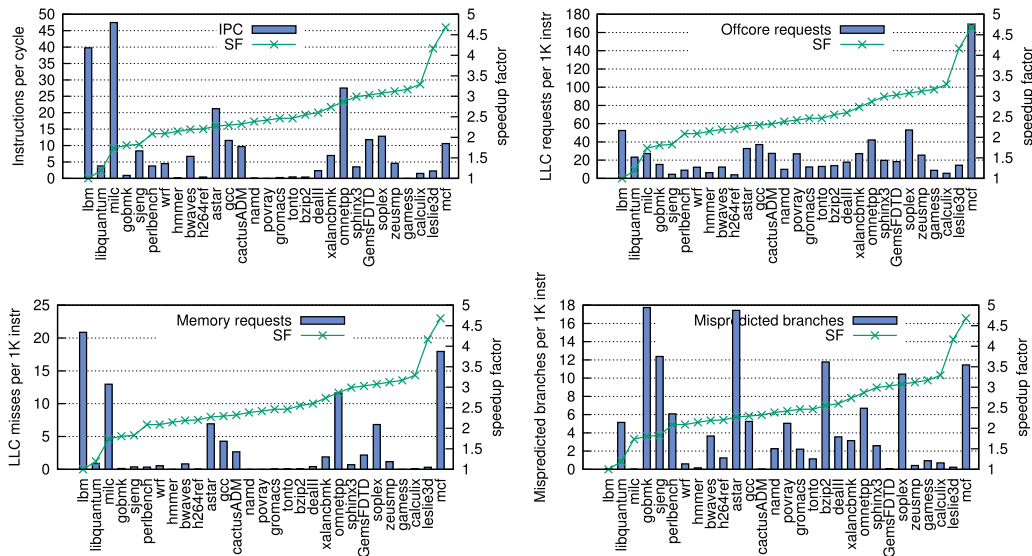 Instructions per cycle
50
45
40
35
30
25
20
15
10
5
0
IPC
SF
5
4.5
4
3.5
3
2.5
2
1.5
1
speedup factor
lbm
libquantum
milc
gobmk
sjeng
perlbench
wrf
hmmer
bwaves
h264ref
astar
gcc
cactusADM
namd
povray
gromacs
tonto
bzip2
dealII
xalancbmk
omnetpp
sphinx3
GemsFDTD
soplex
zeusmp
gamess
calculix
leslie3d
mcf
LLC requests per 1K instr
180
160
140
120
100
80
60
40
20
0
Offcore requests
SF
5
4.5
4
3.5
3
2.5
2
1.5
1
speedup factor
lbm
libquantum
milc
gobmk
sjeng
perlbench
wrf
hmmer
bwaves
h264ref
astar
gcc
cactusADM
namd
povray
gromacs
tonto
bzip2
dealII
xalancbmk
omnetpp
sphinx3
GemsFDTD
soplex
zeusmp
gamess
calculix
leslie3d
mcf
LLC misses per 1K instr
25
20
15
10
5
0
Memory requests
SF
5
4.5
4
3.5
3
2.5
2
1.5
1
speedup factor
lbm
libquantum
milc
gobmk
sjeng
perlbench
wrf
hmmer
bwaves
h264ref
astar
gcc
cactusADM
namd
povray
gromacs
tonto
bzip2
dealII
xalancbmk
omnetpp
sphinx3
GemsFDTD
soplex
zeusmp
gamess
calculix
leslie3d
mcf
Mispredicted branches per 1K instr
18
16
14
12
10
8
6
4
2
0
Mispredicted branches
SF
5
4.5
4
3.5
3
2.5
2
1.5
1
speedup factor
lbm
libquantum
milc
gobmk
sjeng
perlbench
wrf
hmmer
bwaves
h264ref
astar
gcc
cactusADM
namd
povray
gromacs
tonto
bzip2
dealII
xalancbmk
omnetpp
sphinx3
GemsFDTD
soplex
zeusmp
gamess
calculix
leslie3d
mcf